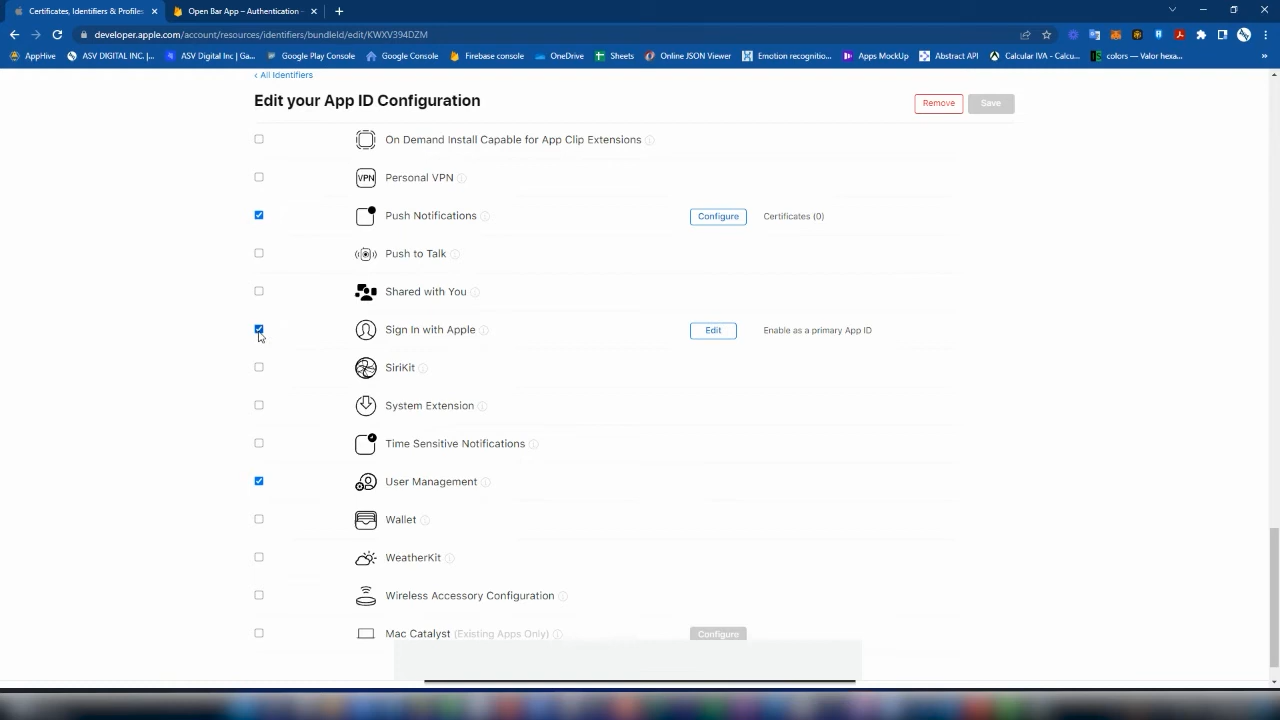 Certificates, Identifiers & Profiles
Open Bar App – Authentication –
developer.apple.com/account/resources/identifiers/bundleid/edit/KWXV394DZM
AppHive
ASV DIGITAL INC. |...
ASV Digital Inc | Ga...
Google Play Console
Google Console
Firebase console
OneDrive
Sheets
Online JSON Viewer
Emotion recognitio...
Apps MockUp
Abstract API
Calcular IVA - Calcu...
colors — Valor hexa...
‹ All Identifiers
Edit your App ID Configuration
Remove
Save
On Demand Install Capable for App Clip Extensions
VPN
Personal VPN
Push Notifications
Configure
Certificates (0)
Push to Talk
Shared with You
Sign In with Apple
Edit
Enable as a primary App ID
SiriKit
System Extension
Time Sensitive Notifications
User Management
Wallet
WeatherKit
Wireless Accessory Configuration
Mac Catalyst (Existing Apps Only)
Configure